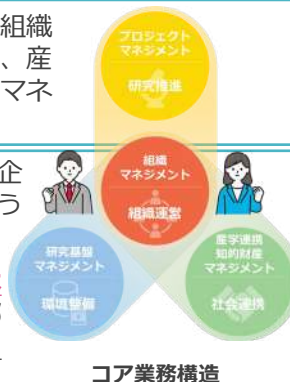 組織
、産
マネ
企
う
プロジェクト
マネジメント
研究推進
組織
マネジメント
組織運営
研究基盤
マネジメント
環境整備
産学連携
知的財産
マネジメント
社会連携
コア業務構造